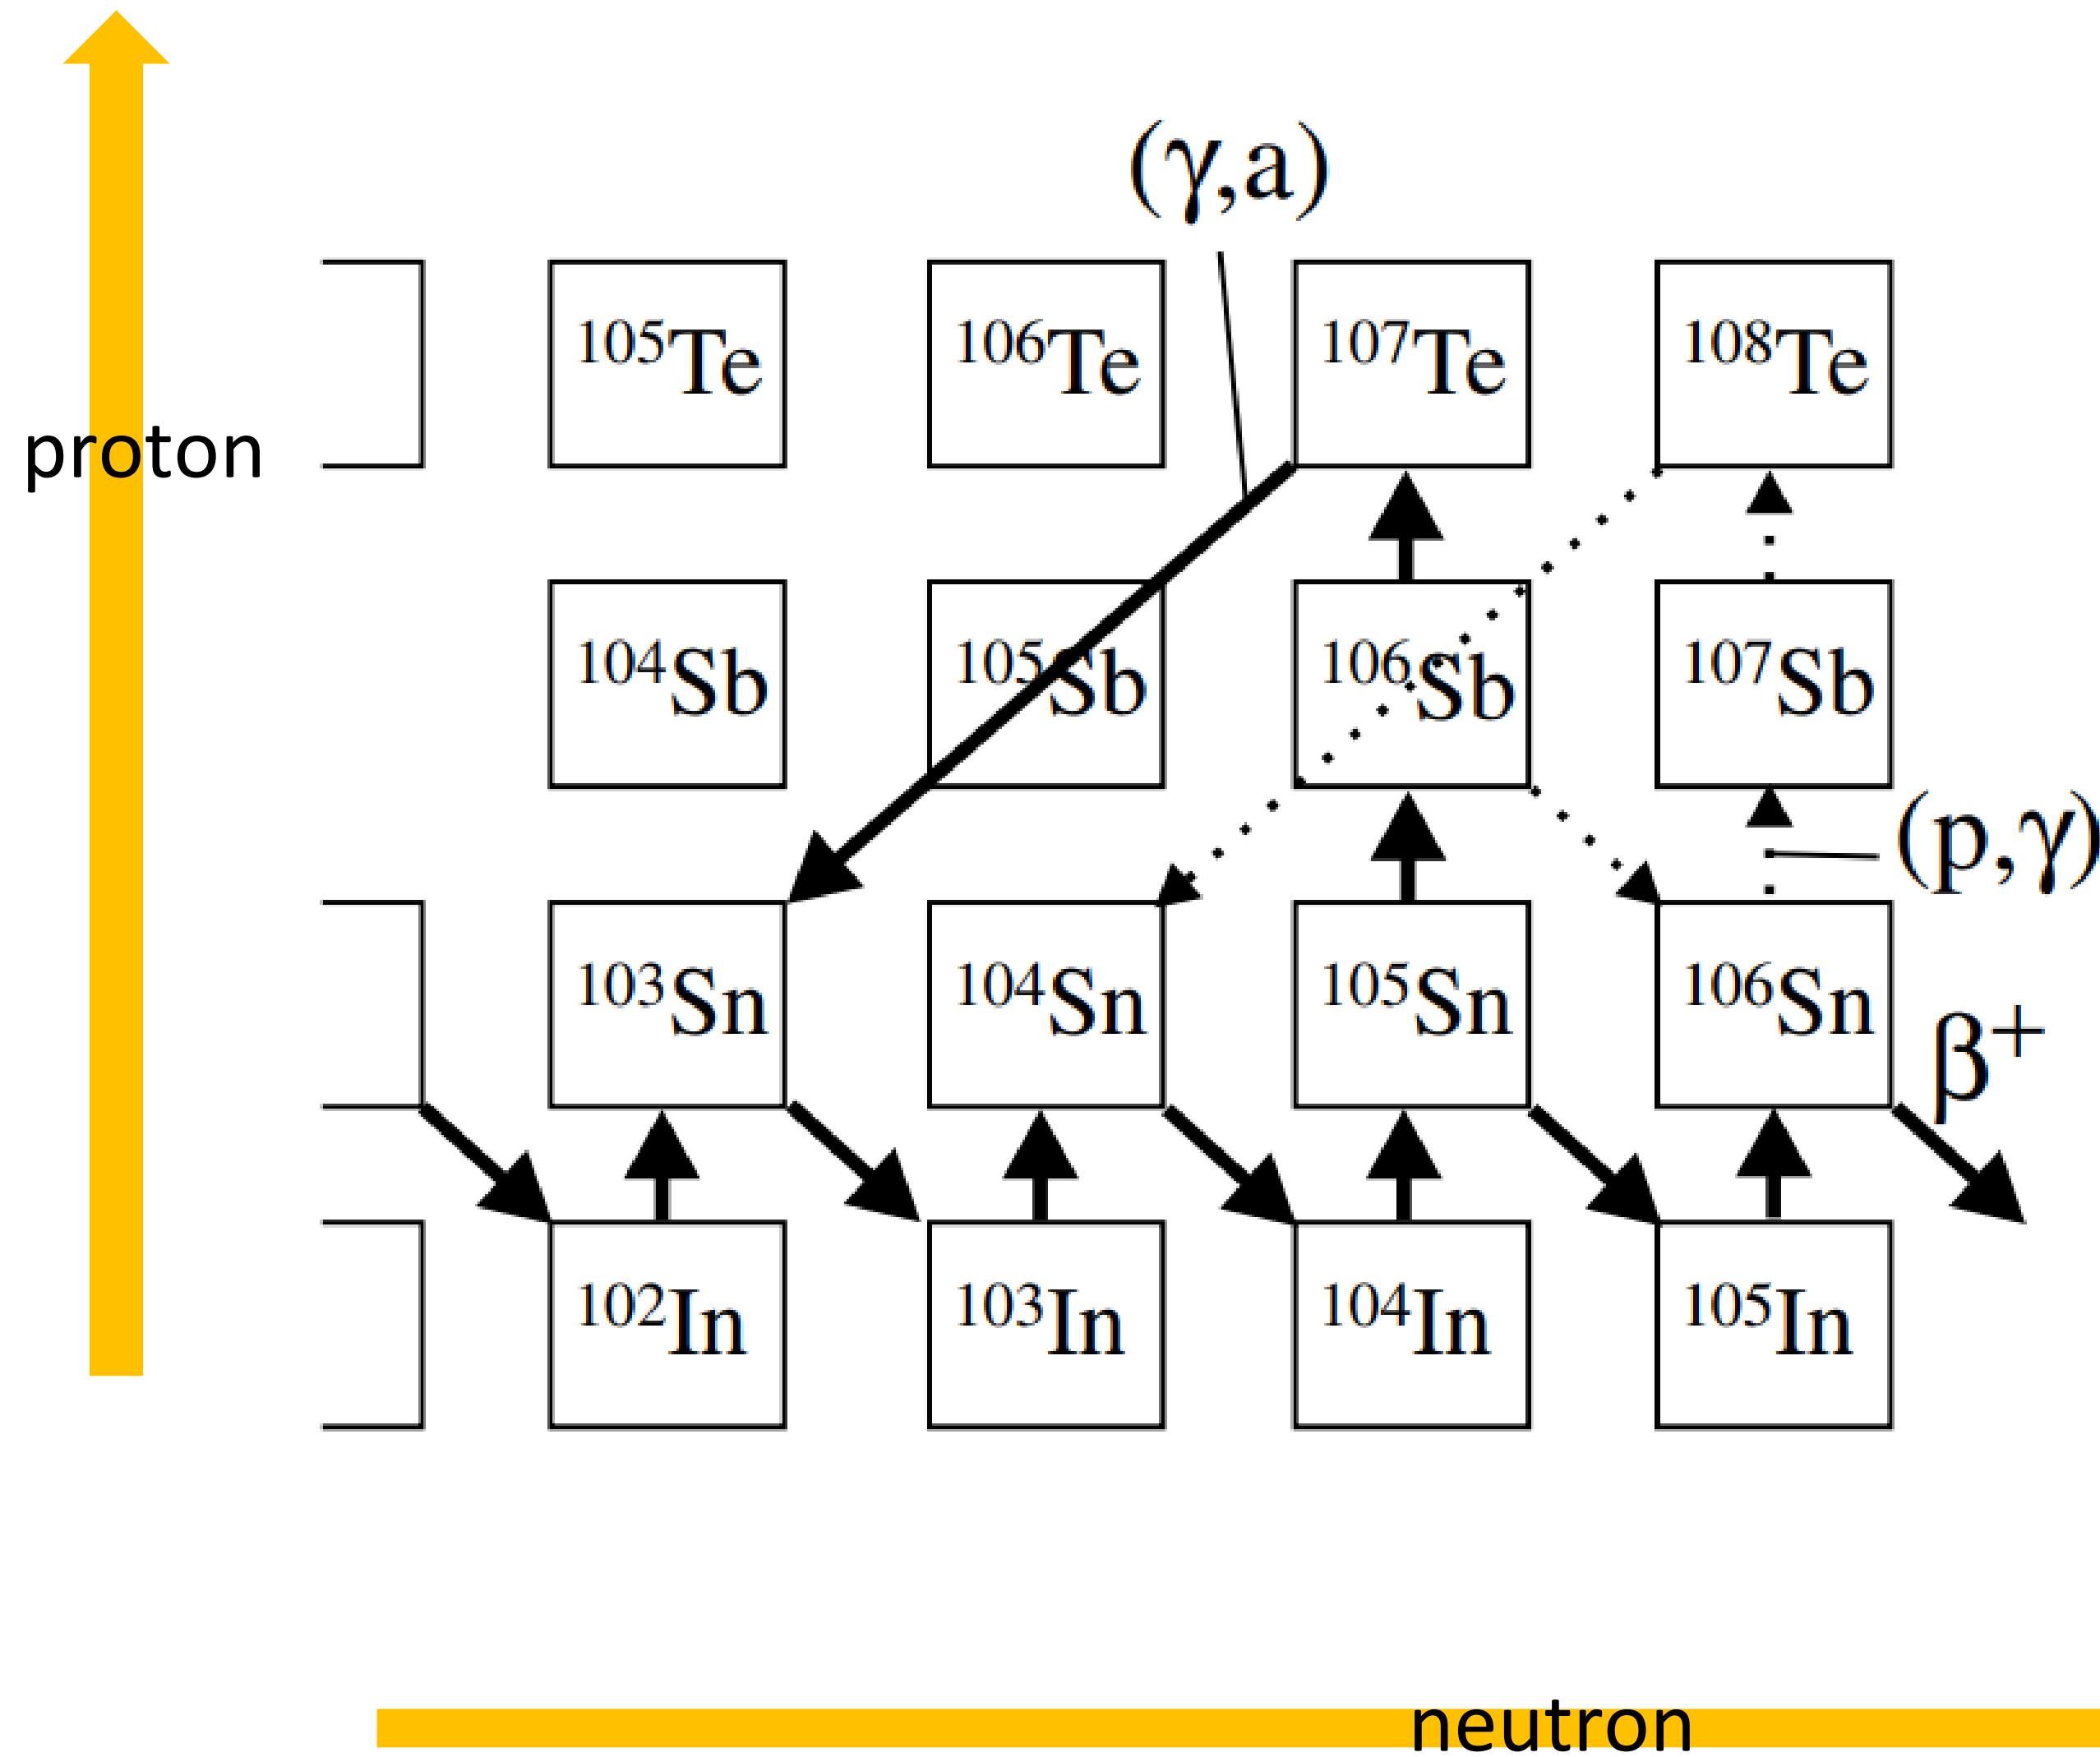 (γ,a)
¹⁰⁵Te ¹⁰⁶Te ¹⁰⁷Te ¹⁰⁸Te
proton
¹⁰⁴Sb ¹⁰⁵Sb ¹⁰⁶Sb ¹⁰⁷Sb
(p,γ)
¹⁰³Sn ¹⁰⁴Sn ¹⁰⁵Sn ¹⁰⁶Sn
β⁺
¹⁰²In ¹⁰³In ¹⁰⁴In ¹⁰⁵In
neutron